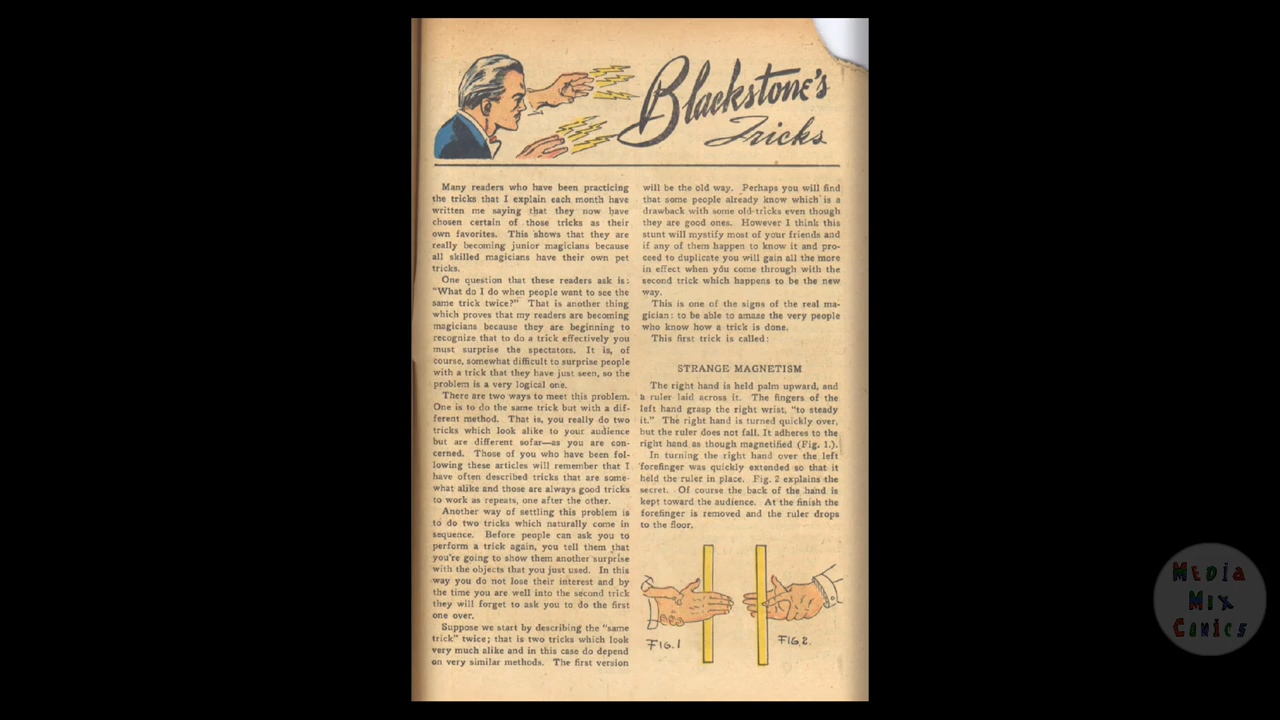 Blackstone's
Tricks
Many readers who have been practicing
the tricks that I explain each month have
written me saying that they now have
chosen certain of those tricks as their
own favorites. This shows that they are
really becoming junior magicians because
all skilled magicians have their own pet
tricks.
One question that these readers ask is:
"What do I do when people want to see the
same trick twice?" That is another thing
which proves that my readers are becoming
magicians because they are beginning to
recognize that to do a trick effectively you
must surprise the spectators. It is, of
course, somewhat difficult to surprise people
with a trick that they have just seen, so the
problem is a very logical one.
There are two ways to meet this problem.
One is to do the same trick but with a dif-
ferent method. That is, you really do two
tricks which look alike to your audience
but are different sofar—as you are con-
cerned. Those of you who have been fol-
lowing these articles will remember that I
have often described tricks that are some-
what alike and those are always good tricks
to work as repeats, one after the other.
Another way of settling this problem is
to do two tricks which naturally come in
sequence. Before people can ask you to
perform a trick again, you tell them that
you're going to show them another surprise
with the objects that you just used. In this
way you do not lose their interest and by
the time you are well into the second trick
they will forget to ask you to do the first
one over.
Suppose we start by describing the "same
trick" twice; that is two tricks which look
very much alike and in this case do depend
on very similar methods. The first version
will be the old way. Perhaps you will find
that some people already know which is a
drawback with some old-tricks even though
they are good ones. However I think this
stunt will mystify most of your friends and
if any of them happen to know it and pro-
ceed to duplicate you will gain all the more
in effect when you come through with the
second trick which happens to be the new
way.
This is one of the signs of the real ma-
gician: to be able to amaze the very people
who know how a trick is done.
This first trick is called:
STRANGE MAGNETISM
The right hand is held palm upward, and
a ruler laid across it. The fingers of the
left hand grasp the right wrist, "to steady
it." The right hand is turned quickly over,
but the ruler does not fall. It adheres to the
right hand as though magnetified (Fig. 1.).
In turning the right hand over the left
forefinger was quickly extended so that it
held the ruler in place. Fig. 2 explains the
secret. Of course the back of the hand is
kept toward the audience. At the finish the
forefinger is removed and the ruler drops
to the floor.
FIG. 1
FIG. 2.
MEDIA
MIX
COMICS